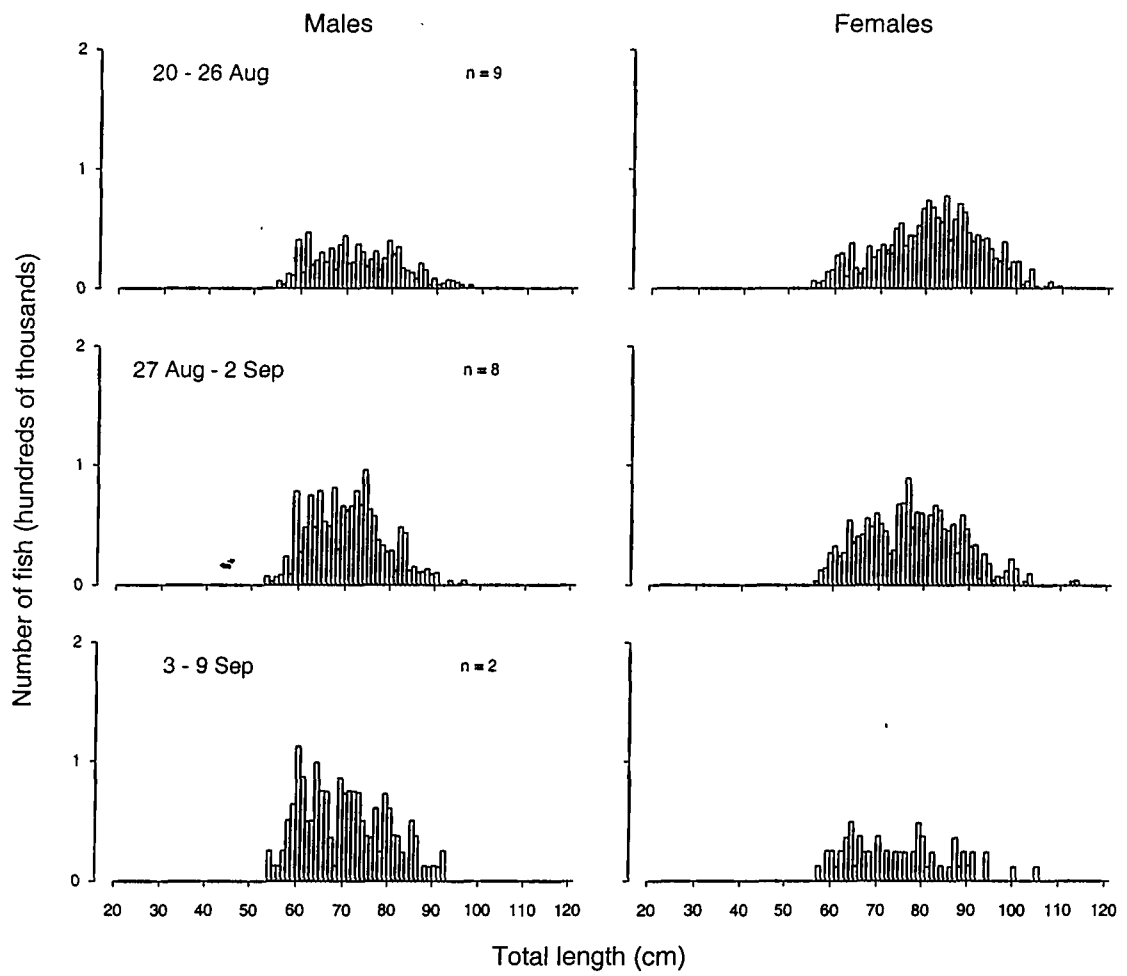 Males
Females
Number of fish (hundreds of thousands)
2
20 - 26 Aug
n = 9
1
0
2
27 Aug - 2 Sep
n = 8
1
0
2
3 - 9 Sep
n = 2
1
0
20 30 40 50 60 70 80 90 100 110 120
20 30 40 50 60 70 80 90 100 110 120
Total length (cm)